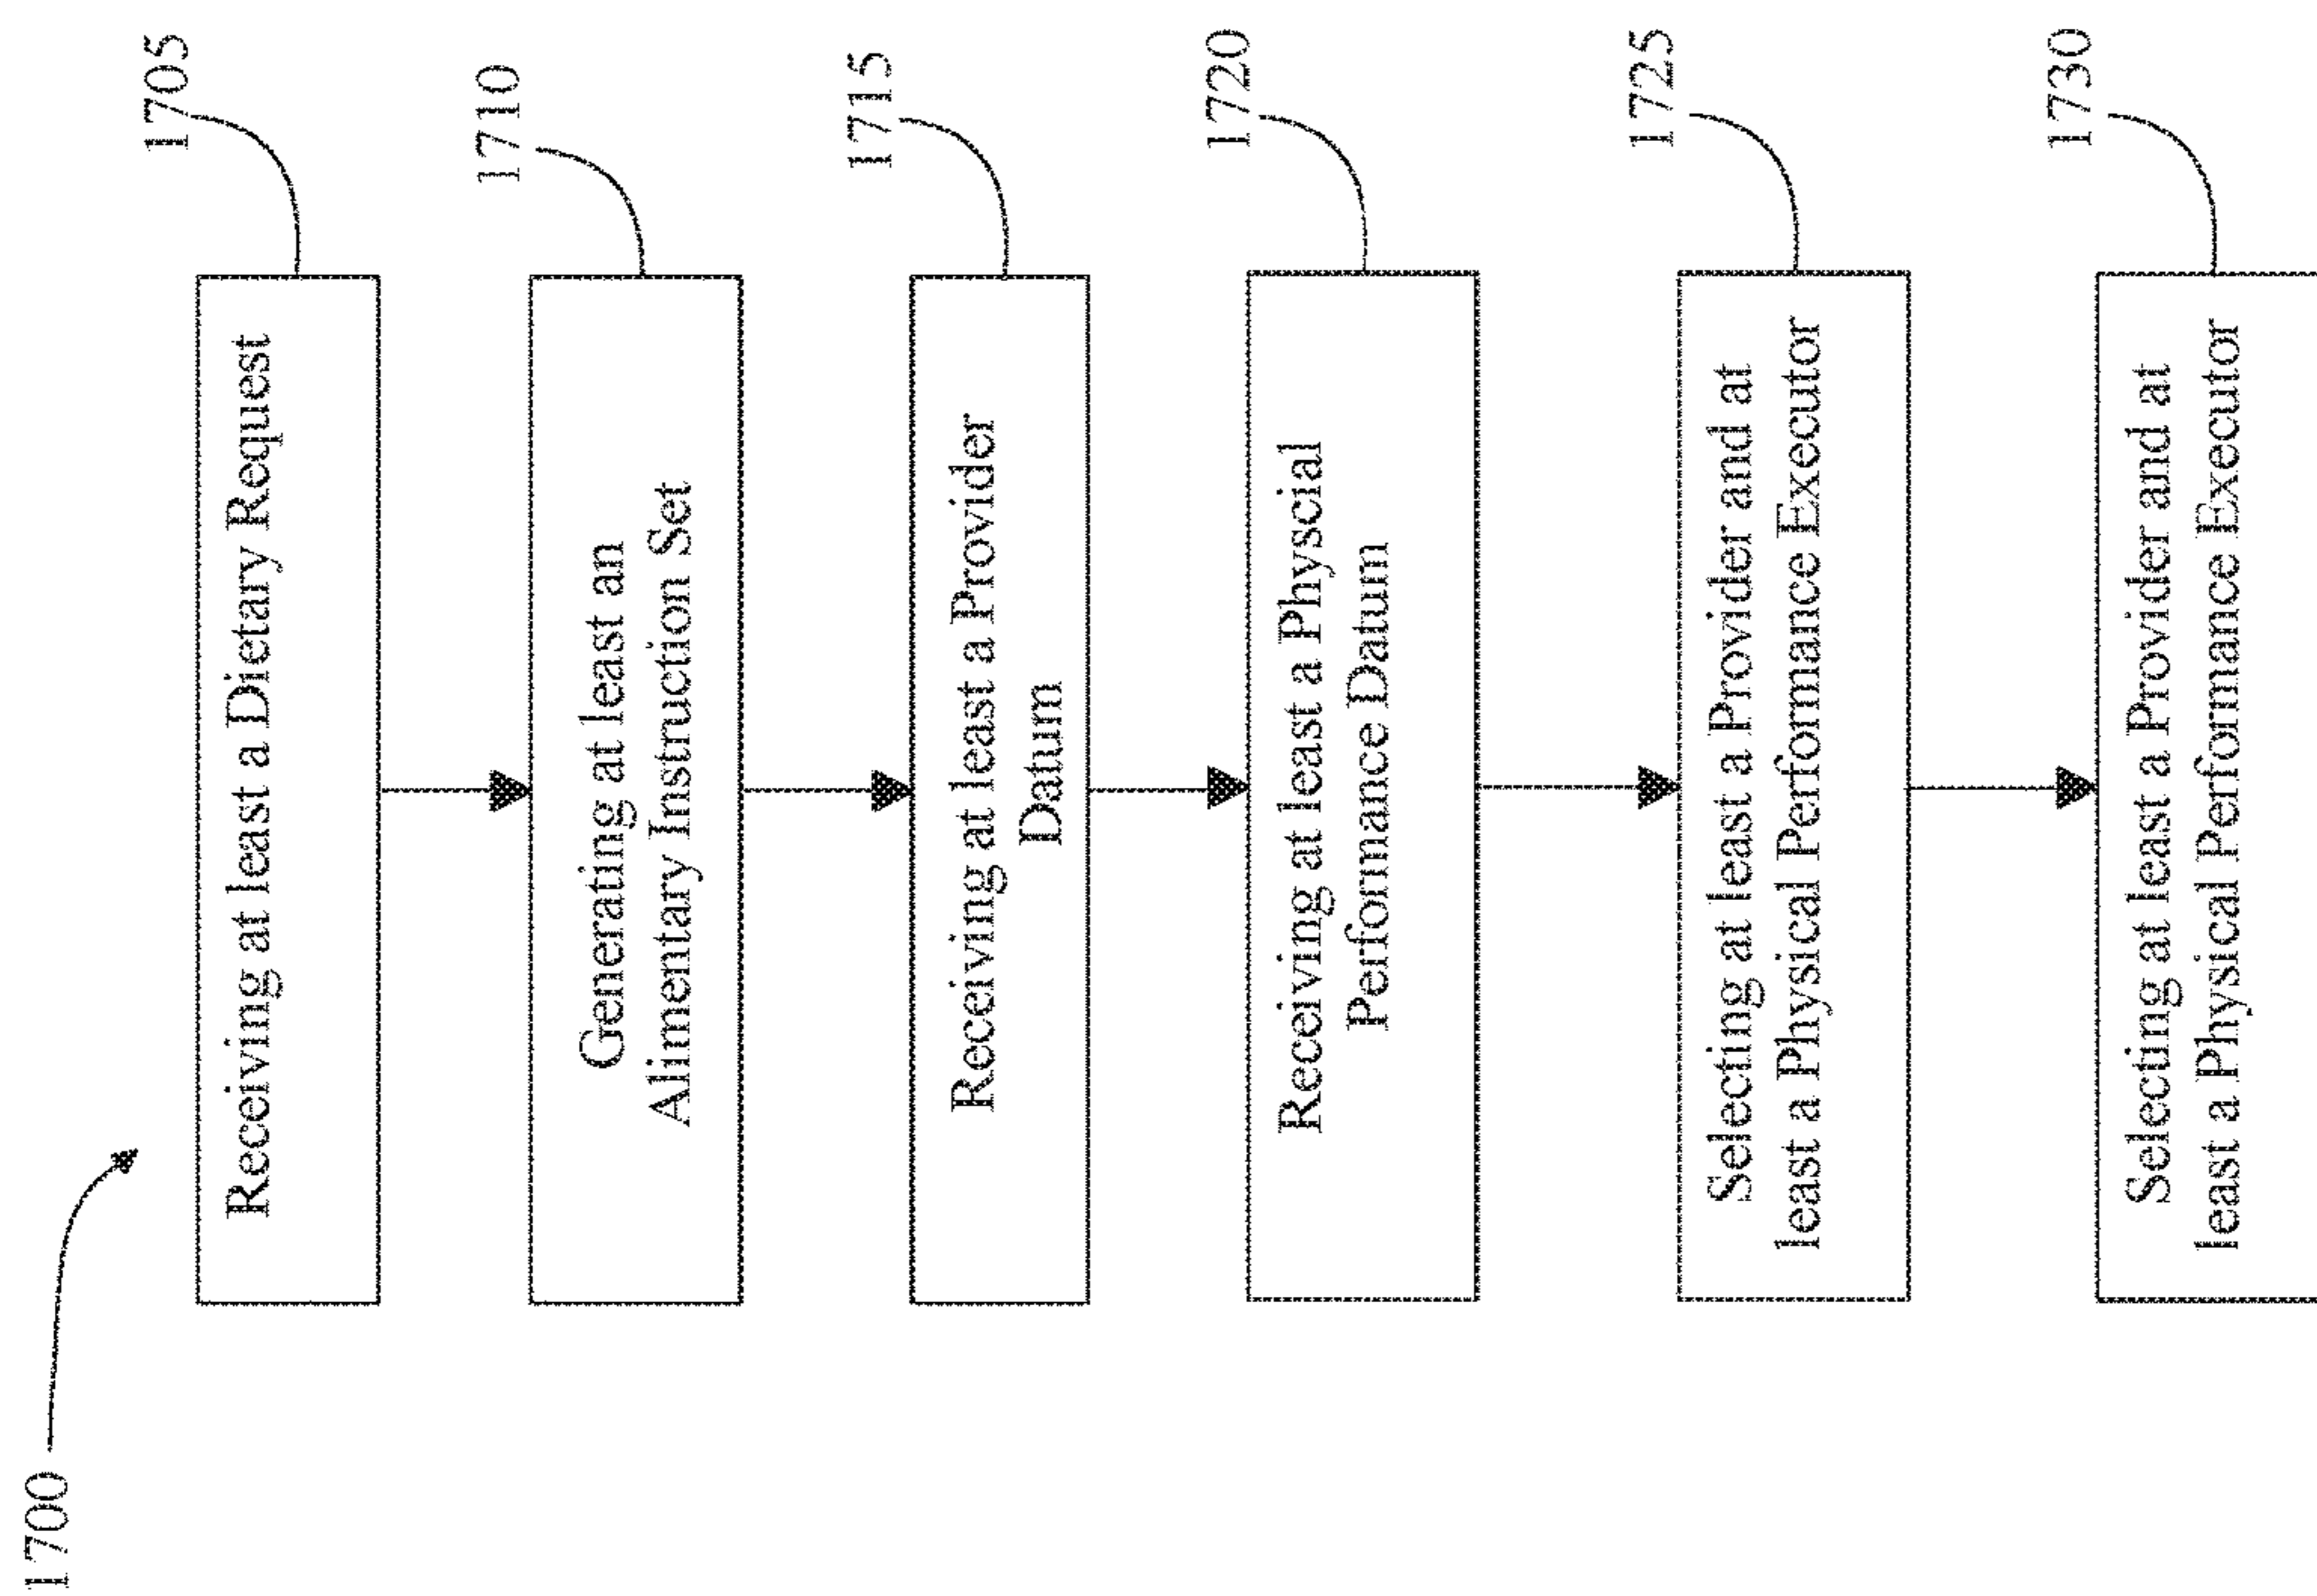 1700
1705
Receiving at least a Dietary Request
1710
Generating at least an
Alimentary Instruction Set
1715
Receiving at least a Provider
Datum
1720
Receiving at least a Physcial
Performance Datum
1725
Selecting at least a Provider and at
least a Physical Performance Executor
1730
Selecting at least a Provider and at
least a Physical Performance Executor